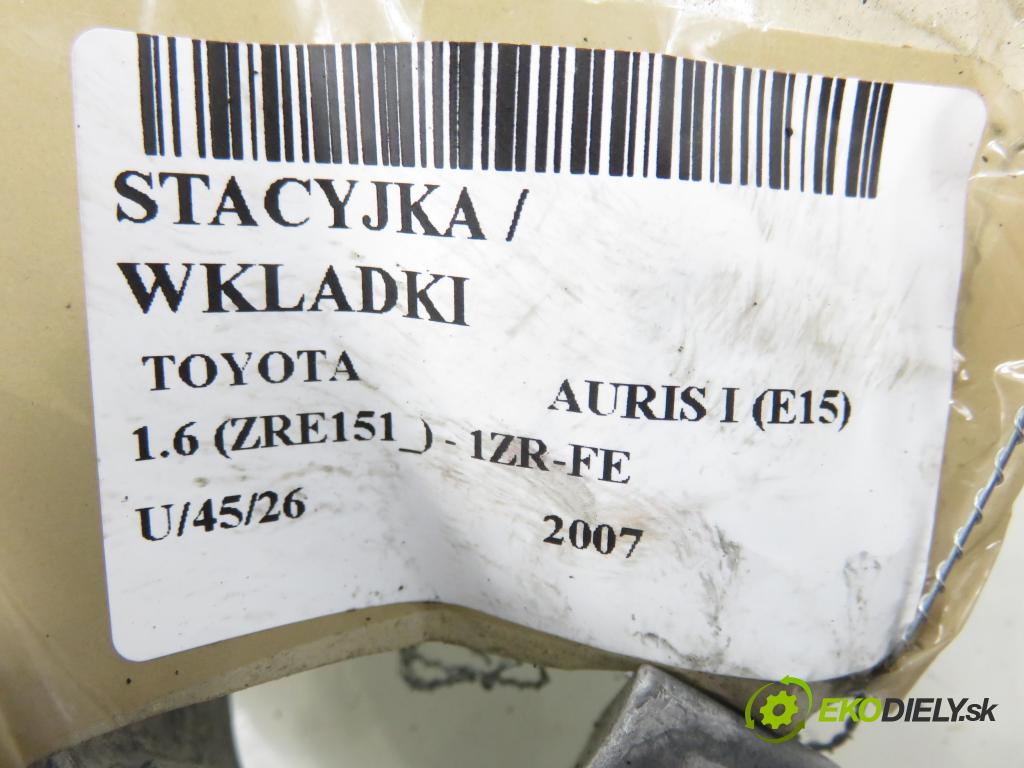 STACYJKA /
WKLADKI
TOYOTA AURIS I (E15)
1.6 (ZRE151_) - 1ZR-FE
U/45/26 2007
EKODIELY.sk